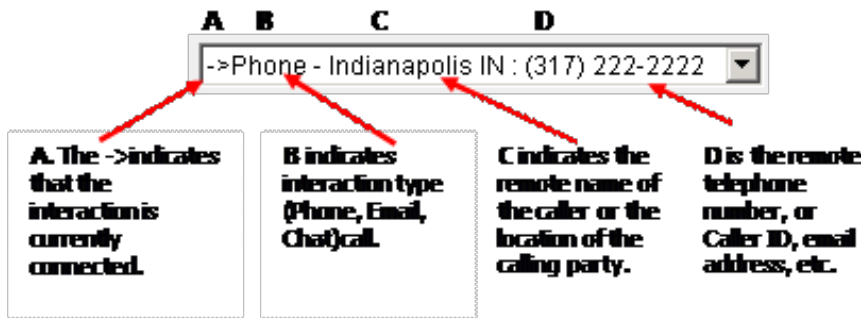 A B C D
->Phone - Indianapolis IN : (317) 222-2222
A. The ->indicates
that the
interaction is
currently
connected.
B indicates
interaction type
(Phone, Email,
Chat)call.
C indicates the
remote name of
the caller or the
location of the
calling party.
D is the remote
telephone
number, or
Caller ID, email
address, etc.